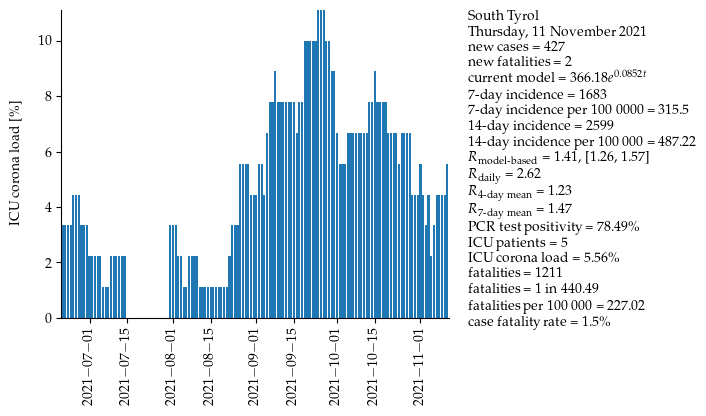 ICU corona load [%]
10
8
6
4
2
0
2021−07−01
2021−07−15
2021−08−01
2021−08−15
2021−09−01
2021−09−15
2021−10−01
2021−10−15
2021−11−01
South Tyrol
Thursday, 11 November 2021
new cases = 427
new fatalities = 2
current model = 366.18e^0.0852t
7-day incidence = 1683
7-day incidence per 100 0000 = 315.5
14-day incidence = 2599
14-day incidence per 100 000 = 487.22
R_model-based = 1.41, [1.26, 1.57]
R_daily = 2.62
R_4-day mean = 1.23
R_7-day mean = 1.47
PCR test positivity = 78.49%
ICU patients = 5
ICU corona load = 5.56%
fatalities = 1211
fatalities = 1 in 440.49
fatalities per 100 000 = 227.02
case fatality rate = 1.5%